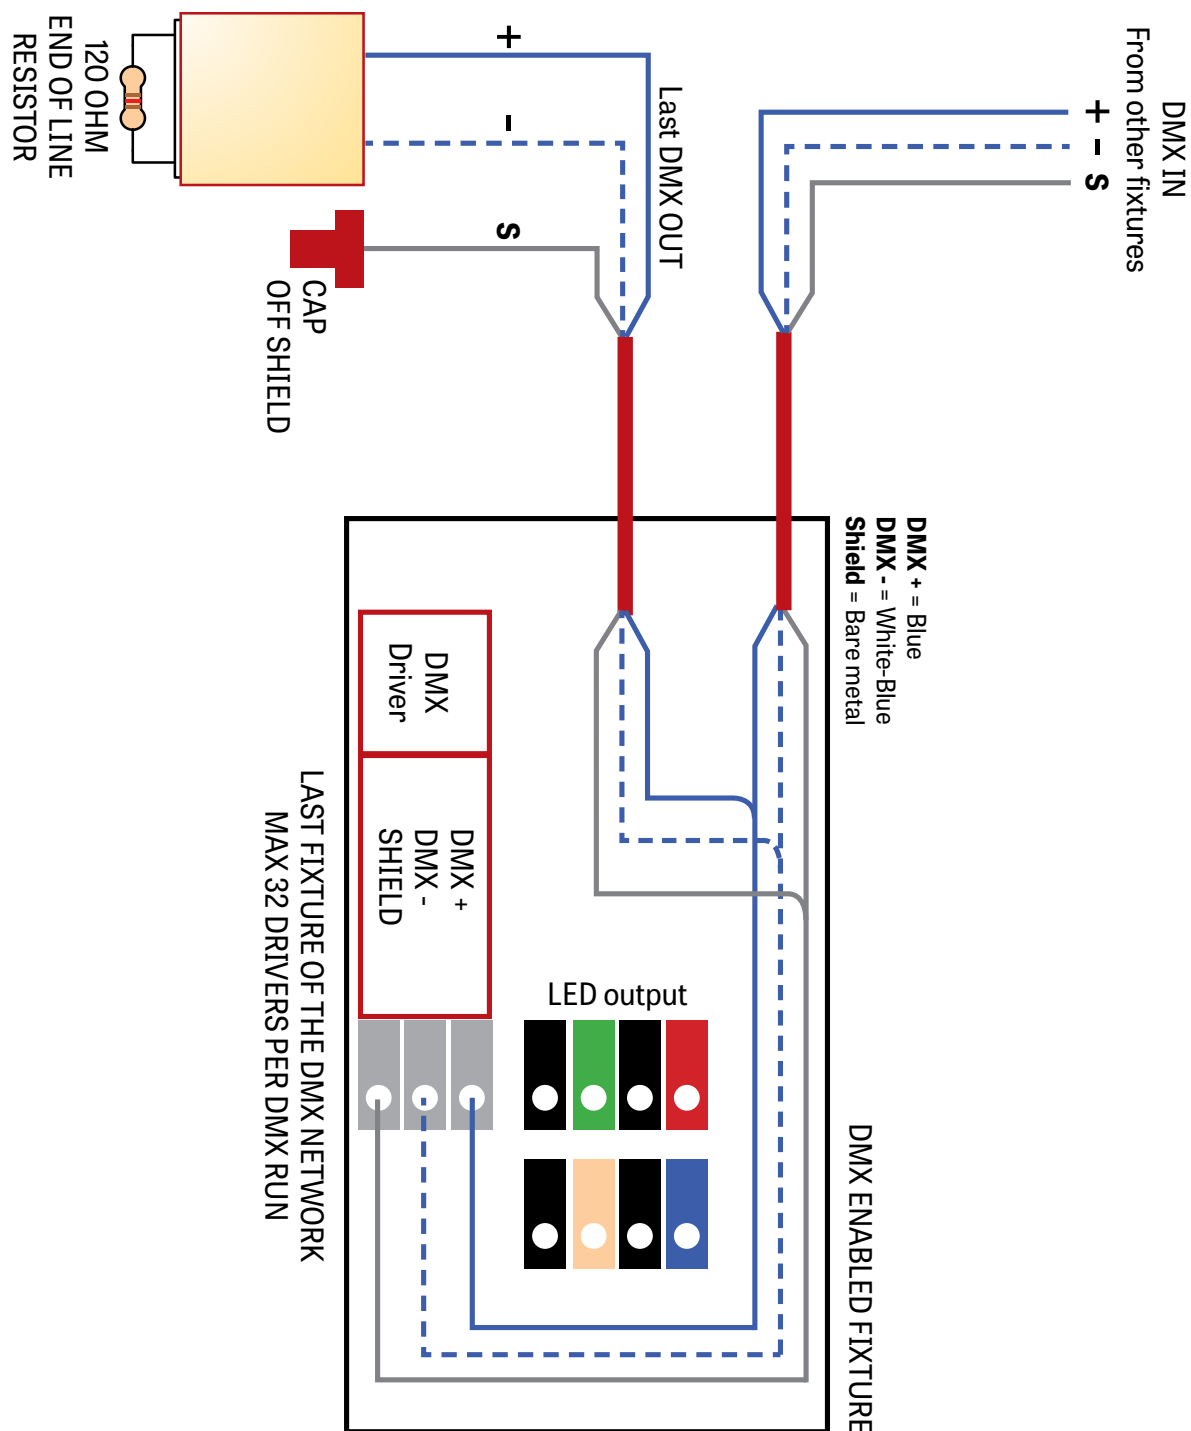 DMX IN
From other fixtures
+
-
S
Last DMX OUT
+
-
S
120 OHM
END OF LINE
RESISTOR
CAP
OFF SHIELD
DMX + = Blue
DMX - = White-Blue
Shield = Bare metal
DMX
Driver
DMX +
DMX -
SHIELD
LED output
DMX ENABLED FIXTURE
LAST FIXTURE OF THE DMX NETWORK
MAX 32 DRIVERS PER DMX RUN